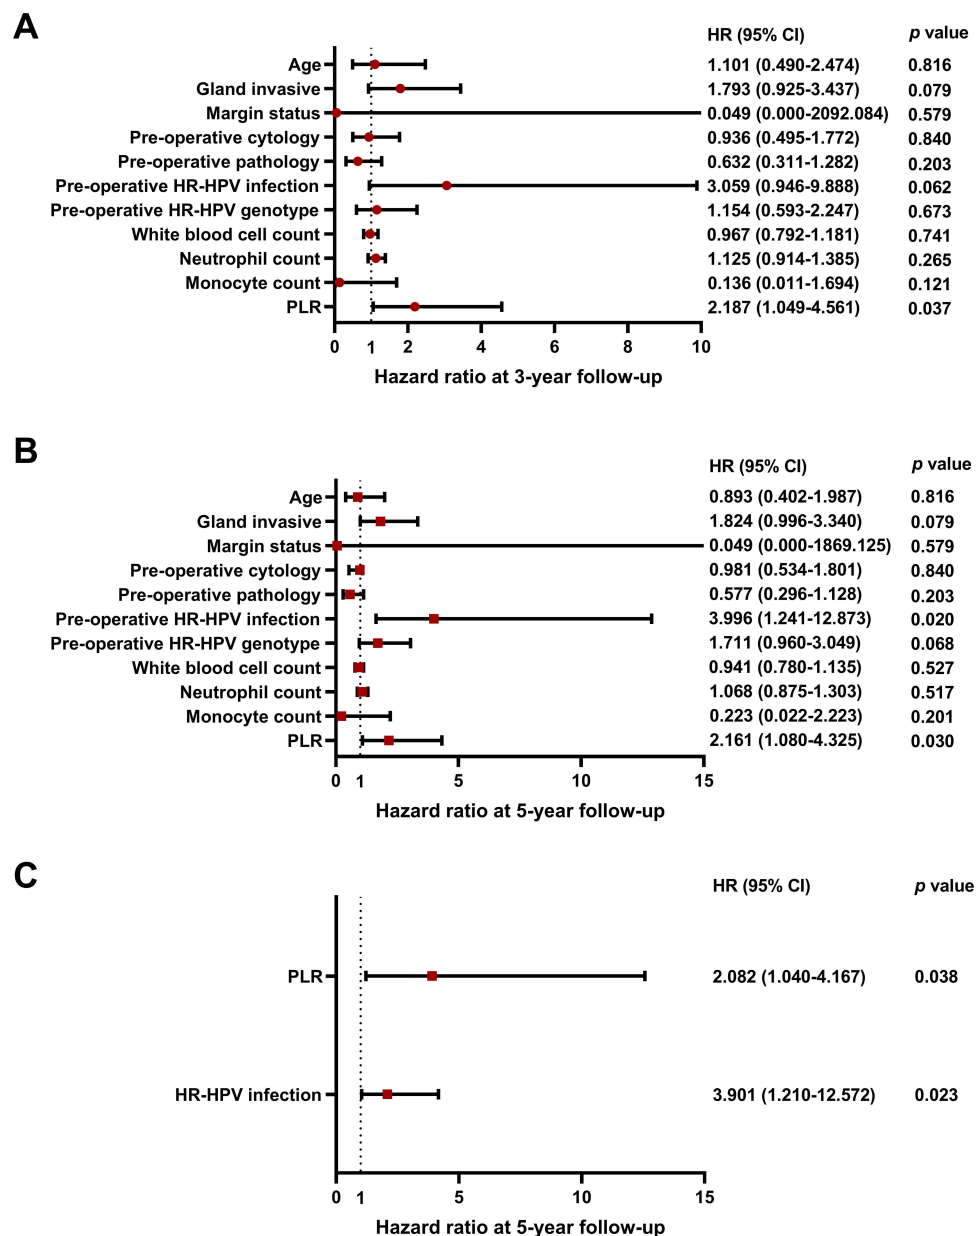 A
HR (95% CI) p value
Age 1.101 (0.490-2.474) 0.816
Gland invasive 1.793 (0.925-3.437) 0.079
Margin status 0.049 (0.000-2092.084) 0.579
Pre-operative cytology 0.936 (0.495-1.772) 0.840
Pre-operative pathology 0.632 (0.311-1.282) 0.203
Pre-operative HR-HPV infection 3.059 (0.946-9.888) 0.062
Pre-operative HR-HPV genotype 1.154 (0.593-2.247) 0.673
White blood cell count 0.967 (0.792-1.181) 0.741
Neutrophil count 1.125 (0.914-1.385) 0.265
Monocyte count 0.136 (0.011-1.694) 0.121
PLR 2.187 (1.049-4.561) 0.037
0 1 2 4 6 8 10
Hazard ratio at 3-year follow-up
B
HR (95% CI) p value
Age 0.893 (0.402-1.987) 0.816
Gland invasive 1.824 (0.996-3.340) 0.079
Margin status 0.049 (0.000-1869.125) 0.579
Pre-operative cytology 0.981 (0.534-1.801) 0.840
Pre-operative pathology 0.577 (0.296-1.128) 0.203
Pre-operative HR-HPV infection 3.996 (1.241-12.873) 0.020
Pre-operative HR-HPV genotype 1.711 (0.960-3.049) 0.068
White blood cell count 0.941 (0.780-1.135) 0.527
Neutrophil count 1.068 (0.875-1.303) 0.517
Monocyte count 0.223 (0.022-2.223) 0.201
PLR 2.161 (1.080-4.325) 0.030
0 1 5 10 15
Hazard ratio at 5-year follow-up
C
HR (95% CI) p value
PLR 2.082 (1.040-4.167) 0.038
HR-HPV infection 3.901 (1.210-12.572) 0.023
0 1 5 10 15
Hazard ratio at 5-year follow-up